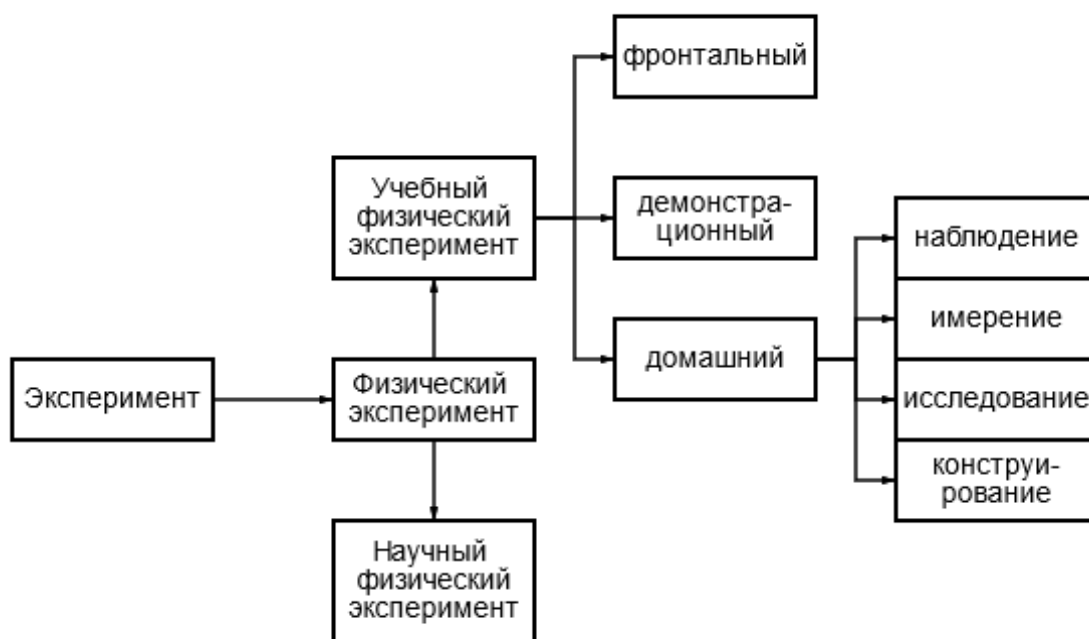 фронтальный
Учебный
физический
эксперимент
демонстра-
ционный
наблюдение
имерение
домашний
Эксперимент
Физический
эксперимент
исследование
конструи-
рование
Научный
физический
эксперимент